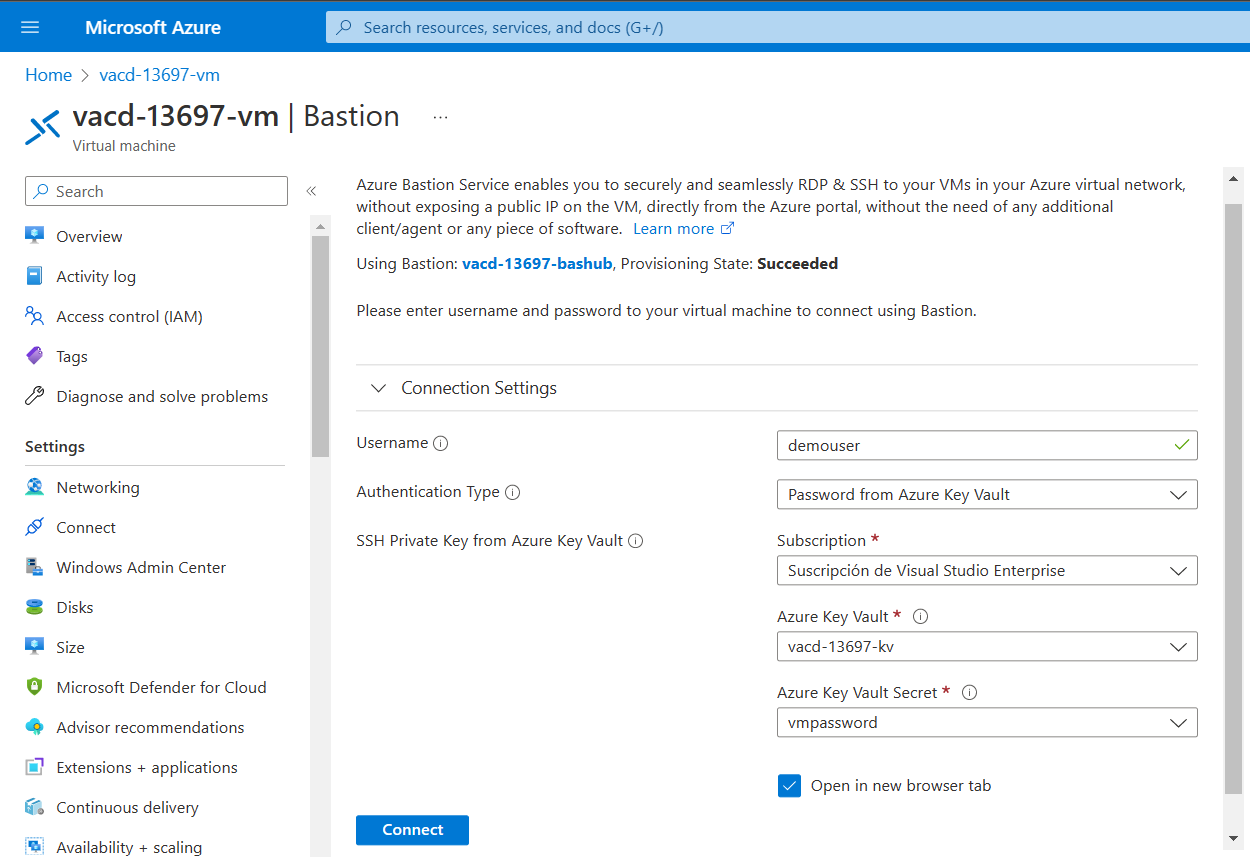 Microsoft Azure
Search resources, services, and docs (G+/)
Home > vacd-13697-vm
vacd-13697-vm | Bastion ...
Virtual machine
Search
«
Overview
Activity log
Access control (IAM)
Tags
Diagnose and solve problems
Settings
Networking
Connect
Windows Admin Center
Disks
Size
Microsoft Defender for Cloud
Advisor recommendations
Extensions + applications
Continuous delivery
Availability + scaling
Azure Bastion Service enables you to securely and seamlessly RDP & SSH to your VMs in your Azure virtual network,
without exposing a public IP on the VM, directly from the Azure portal, without the need of any additional
client/agent or any piece of software. Learn more
Using Bastion: vacd-13697-bashub, Provisioning State: Succeeded
Please enter username and password to your virtual machine to connect using Bastion.
Connection Settings
Username
demouser
Authentication Type
Password from Azure Key Vault
SSH Private Key from Azure Key Vault
Subscription *
Suscripción de Visual Studio Enterprise
Azure Key Vault *
vacd-13697-kv
Azure Key Vault Secret *
vmpassword
Open in new browser tab
Connect